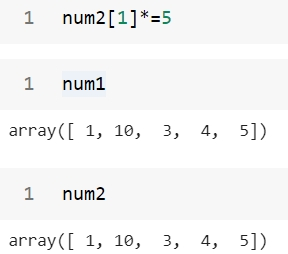 1 num2[1]*=5
1 num1
array([ 1, 10,  3,  4,  5])
1 num2
array([ 1, 10,  3,  4,  5])